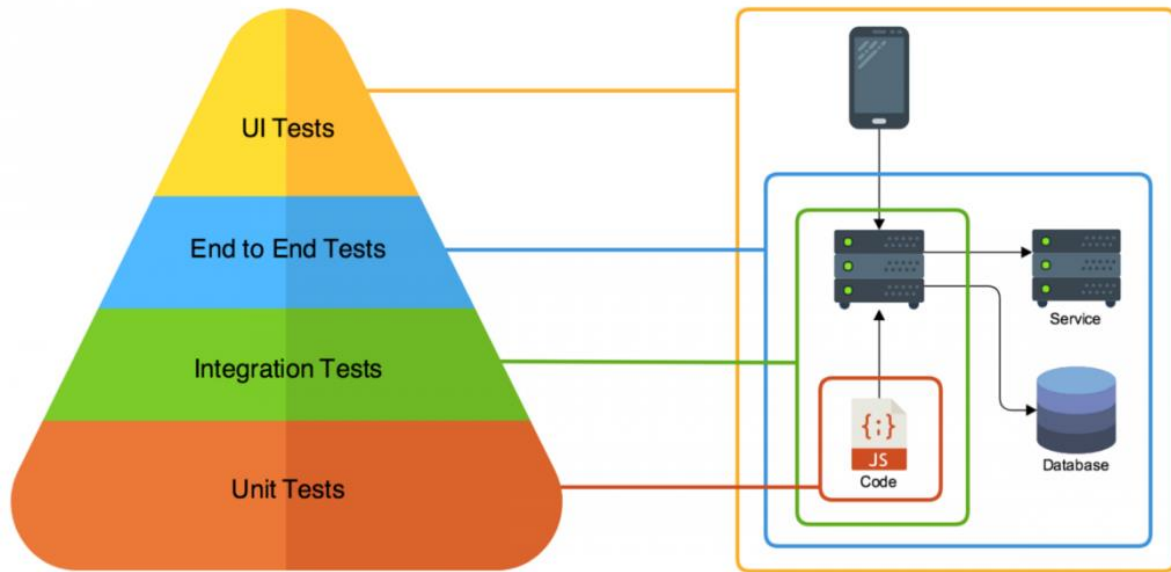 UI Tests
End to End Tests
Integration Tests
Unit Tests
Service
Database
{;}
JS
Code